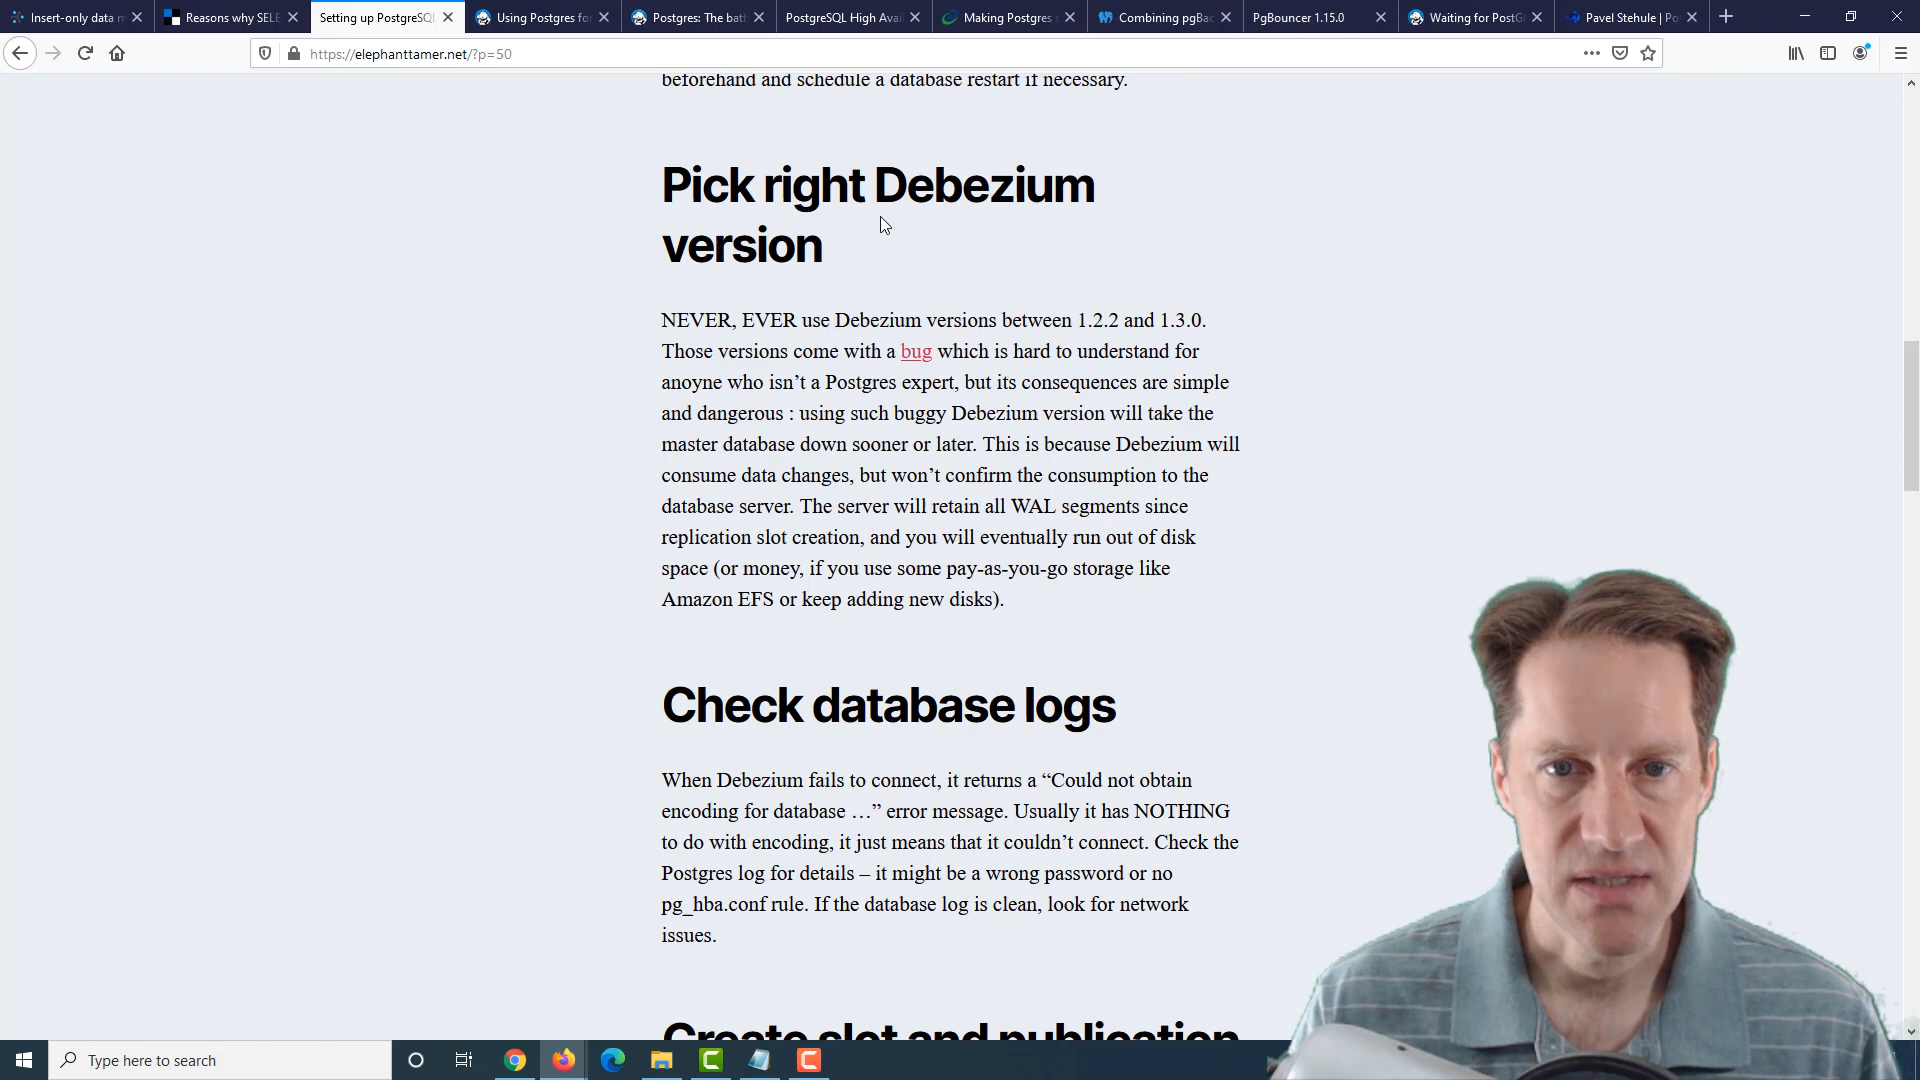 Insert-only data m
Reasons why SELE
Setting up PostgreSQL
Using Postgres fo
Postgres: The bat
PostgreSQL High Avai
Making Postgres s
Combining pgBac
PgBouncer 1.15.0
Waiting for PostG
Pavel Stehule | Po
https://elephanttamer.net/?p=50
beforehand and schedule a database restart if necessary.
Pick right Debezium
version
NEVER, EVER use Debezium versions between 1.2.2 and 1.3.0.
Those versions come with a bug which is hard to understand for
anoyne who isn’t a Postgres expert, but its consequences are simple
and dangerous : using such buggy Debezium version will take the
master database down sooner or later. This is because Debezium will
consume data changes, but won’t confirm the consumption to the
database server. The server will retain all WAL segments since
replication slot creation, and you will eventually run out of disk
space (or money, if you use some pay-as-you-go storage like
Amazon EFS or keep adding new disks).
Check database logs
When Debezium fails to connect, it returns a “Could not obtain
encoding for database …” error message. Usually it has NOTHING
to do with encoding, it just means that it couldn’t connect. Check the
Postgres log for details – it might be a wrong password or no
pg_hba.conf rule. If the database log is clean, look for network
issues.
Create slot and publication
Type here to search